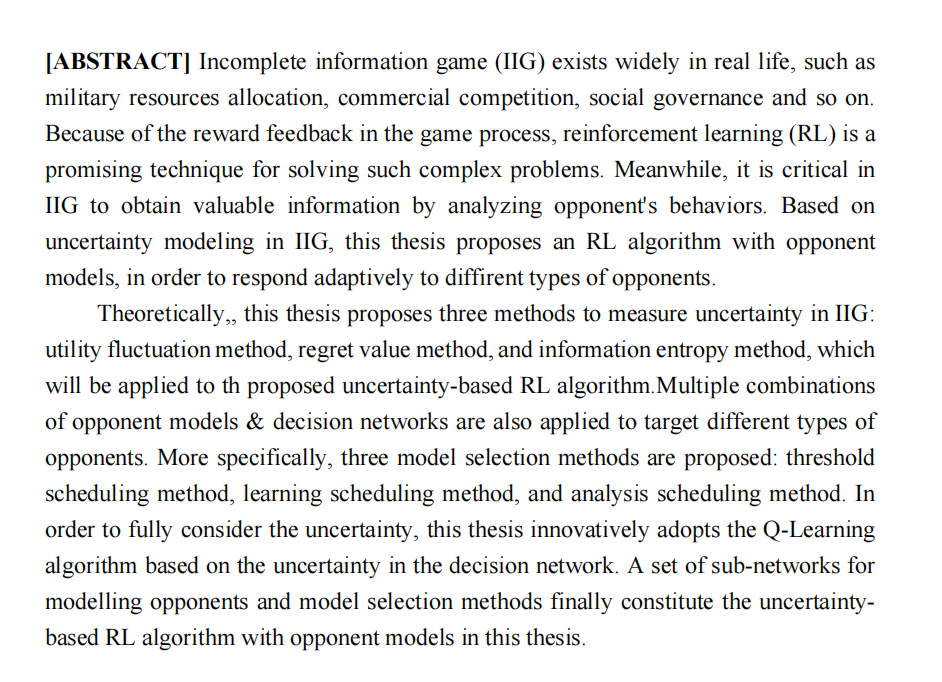 [ABSTRACT] Incomplete information game (IIG) exists widely in real life, such as
military resources allocation, commercial competition, social governance and so on.
Because of the reward feedback in the game process, reinforcement learning (RL) is a
promising technique for solving such complex problems. Meanwhile, it is critical in
IIG to obtain valuable information by analyzing opponent's behaviors. Based on
uncertainty modeling in IIG, this thesis proposes an RL algorithm with opponent
models, in order to respond adaptively to diffirent types of opponents.
Theoretically,, this thesis proposes three methods to measure uncertainty in IIG:
utility fluctuation method, regret value method, and information entropy method, which
will be applied to th proposed uncertainty-based RL algorithm.Multiple combinations
of opponent models & decision networks are also applied to target different types of
opponents. More specifically, three model selection methods are proposed: threshold
scheduling method, learning scheduling method, and analysis scheduling method. In
order to fully consider the uncertainty, this thesis innovatively adopts the Q-Learning
algorithm based on the uncertainty in the decision network. A set of sub-networks for
modelling opponents and model selection methods finally constitute the uncertainty-
based RL algorithm with opponent models in this thesis.